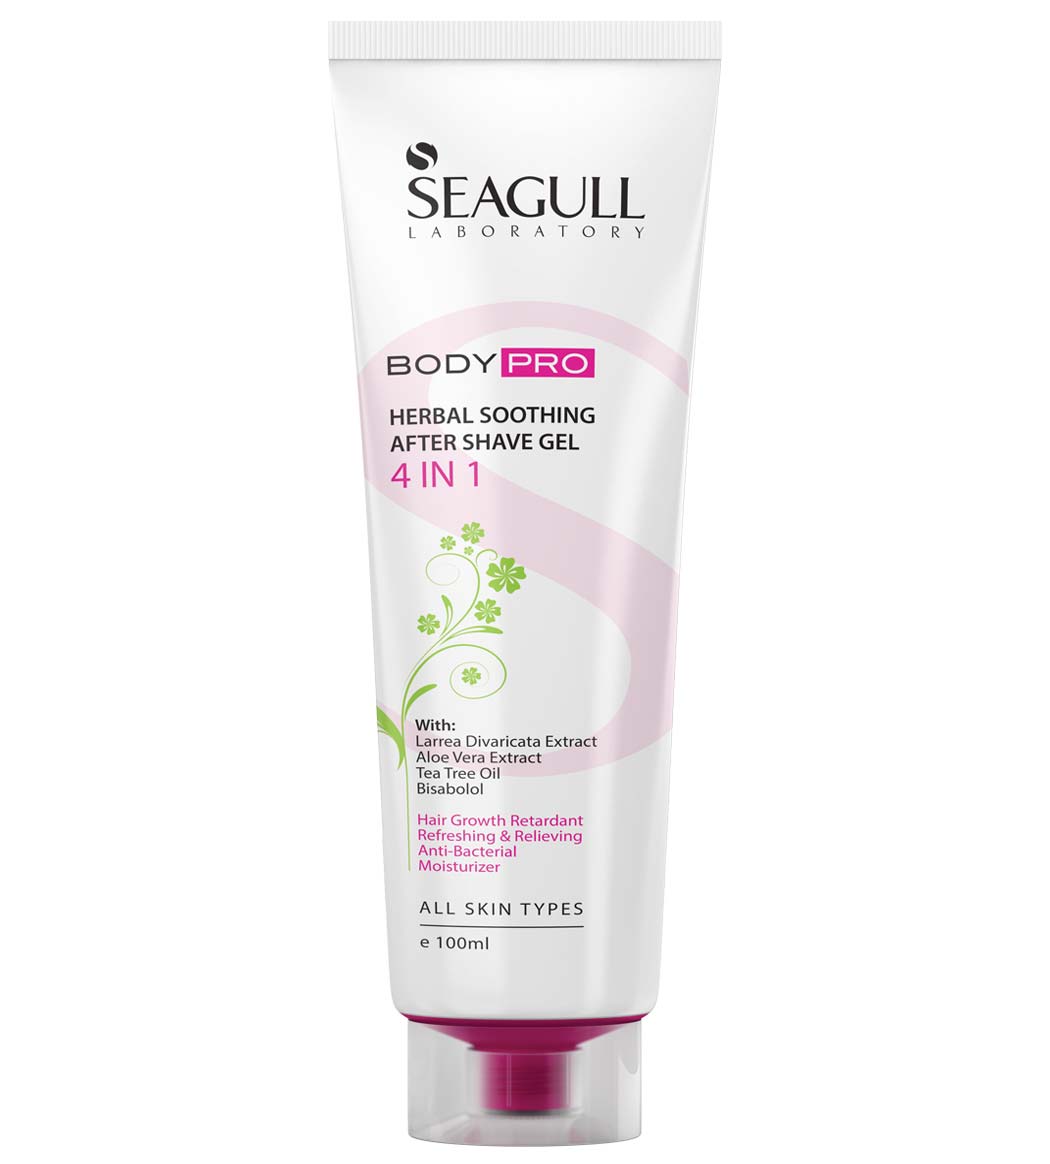 SEAGULL
LABORATORY
BODY PRO
HERBAL SOOTHING
AFTER SHAVE GEL
4 IN 1
With:
Larrea Divaricata Extract
Aloe Vera Extract
Tea Tree Oil
Bisabolol
Hair Growth Retardant
Refreshing & Relieving
Anti-Bacterial
Moisturizer
ALL SKIN TYPES
e 100ml